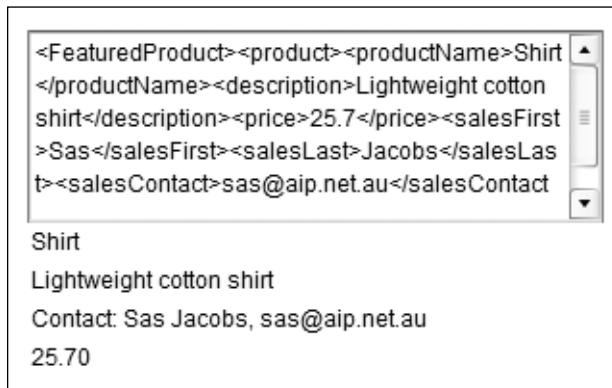 <FeaturedProduct><product><productName>Shirt
</productName><description>Lightweight cotton
shirt</description><price>25.7</price><salesFirst
>Sas</salesFirst><salesLast>Jacobs</salesLas
t><salesContact>sas@aip.net.au</salesContact
Shirt
Lightweight cotton shirt
Contact: Sas Jacobs, sas@aip.net.au
25.70